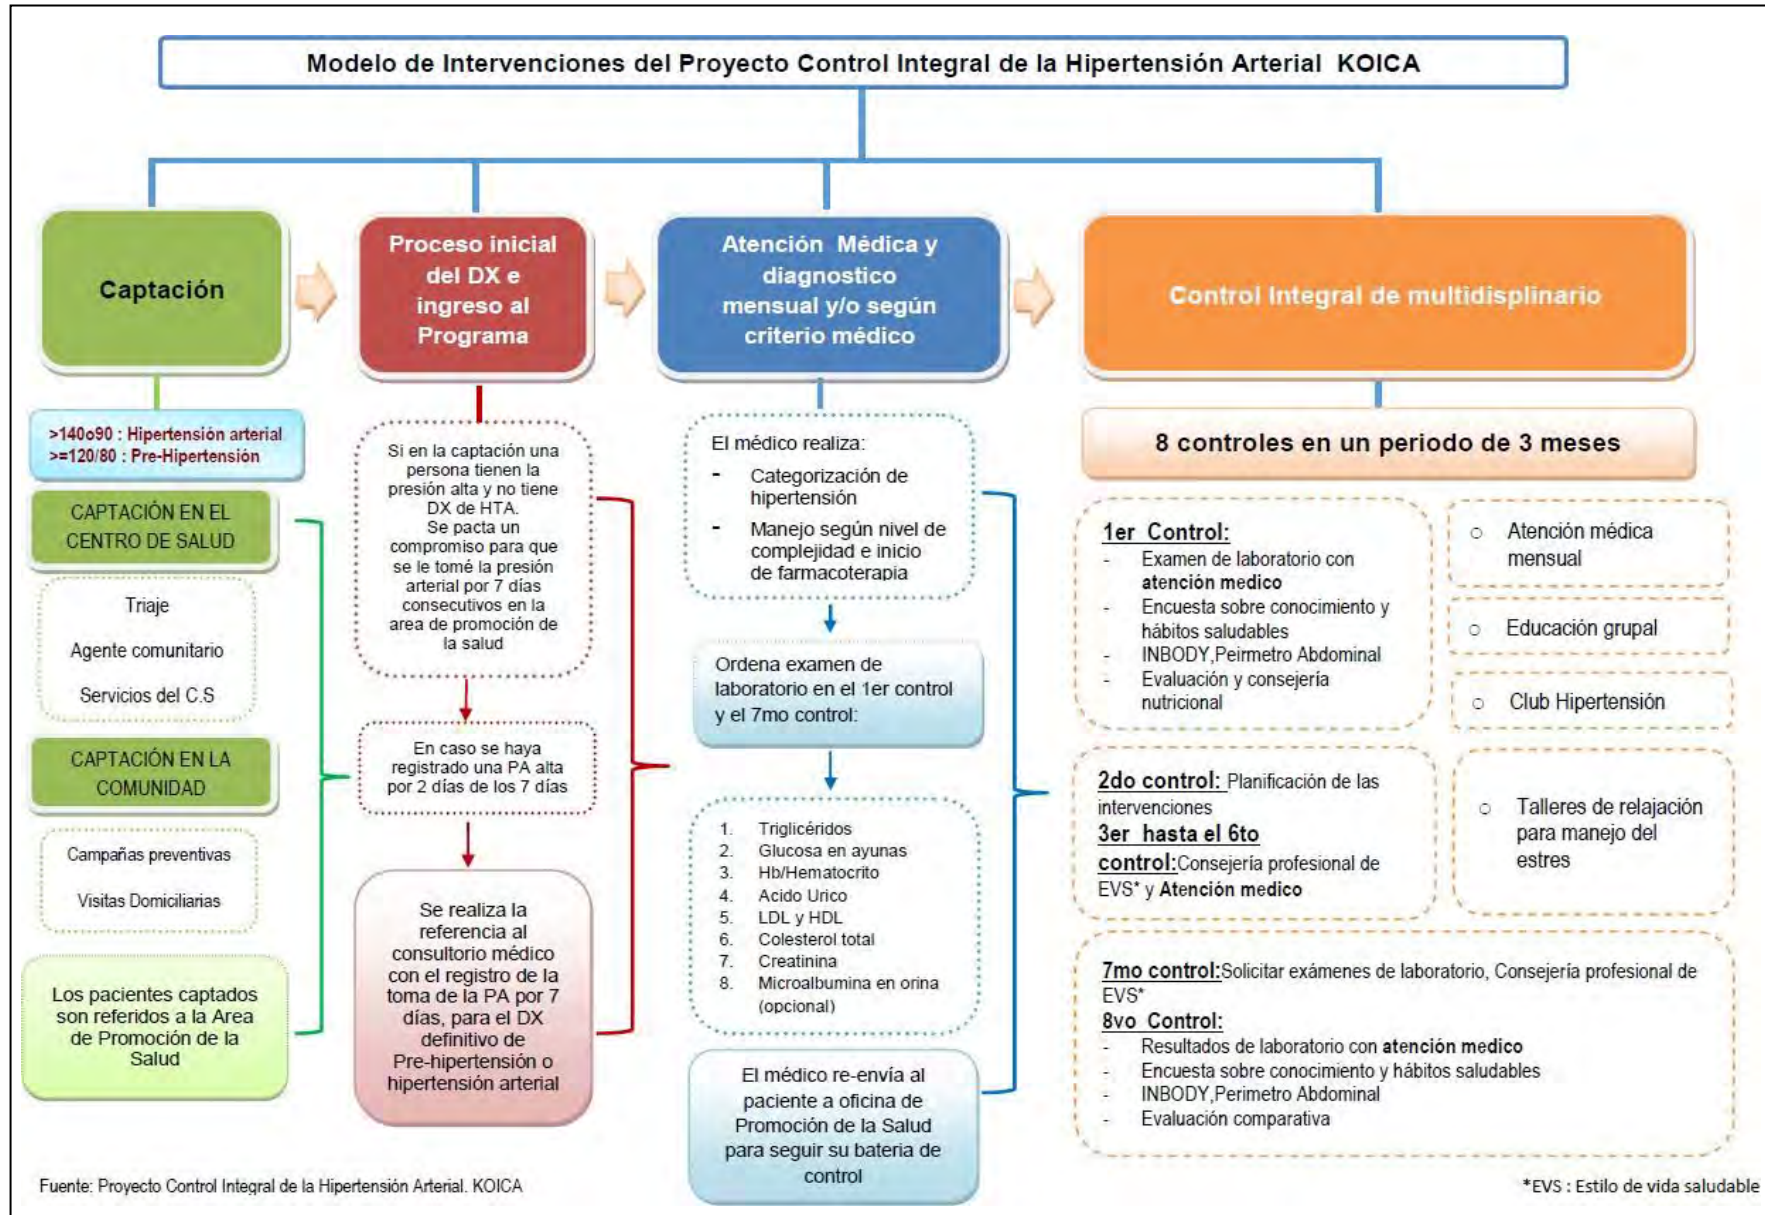 Modelo de Intervenciones del Proyecto Control Integral de la Hipertensión Arterial KOICA
Captación
>140o90 : Hipertensión arterial
>=120/80 : Pre-Hipertensión
CAPTACIÓN EN EL
CENTRO DE SALUD
Triaje
Agente comunitario
Servicios del C.S
CAPTACIÓN EN LA
COMUNIDAD
Campañas preventivas
Visitas Domiciliarias
Los pacientes captados
son referidos a la Area
de Promoción de la
Salud
Proceso inicial
del DX e
ingreso al
Programa
Si en la captación una
persona tienen la
presión alta y no tiene
DX de HTA.
Se pacta un
compromiso para que
se le tomé la presión
arterial por 7 días
consecutivos en la
area de promoción de
la salud
En caso se haya
registrado una PA alta
por 2 días de los 7 días
Se realiza la
referencia al
consultorio médico
con el registro de la
toma de la PA por 7
días, para el DX
definitivo de
Pre-hipertensión o
hipertensión arterial
Atención Médica y
diagnostico
mensual y/o según
criterio médico
El médico realiza:
- Categorización de
hipertensión
- Manejo según nivel de
complejidad e inicio
de farmacoterapia
Ordena examen de
laboratorio en el 1er control
y el 7mo control:
1. Triglicéridos
2. Glucosa en ayunas
3. Hb/Hematocrito
4. Acido Urico
5. LDL y HDL
6. Colesterol total
7. Creatinina
8. Microalbumina en orina
(opcional)
El médico re-envía al
paciente a oficina de
Promoción de la Salud
para seguir su bateria de
control
Control Integral de multidisplinario
8 controles en un periodo de 3 meses
1er Control:
- Examen de laboratorio con
atención medico
- Encuesta sobre conocimiento y
hábitos saludables
- INBODY,Peirmetro Abdominal
- Evaluación y consejería
nutricional
2do control: Planificación de las
intervenciones
3er hasta el 6to
control:Consejería profesional de
EVS* y Atención medico
○ Atención médica
mensual
○ Educación grupal
○ Club Hipertensión
○ Talleres de relajación
para manejo del
estres
7mo control:Solicitar exámenes de laboratorio, Consejería profesional de
EVS*
8vo Control:
- Resultados de laboratorio con atención medico
- Encuesta sobre conocimiento y hábitos saludables
- INBODY,Perimetro Abdominal
- Evaluación comparativa
Fuente: Proyecto Control Integral de la Hipertensión Arterial. KOICA
*EVS : Estilo de vida saludable